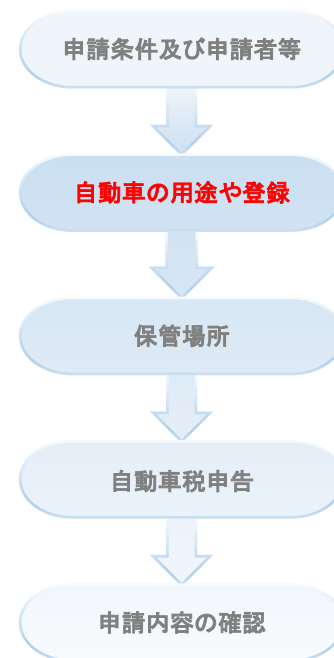 申請条件及び申請者等
自動車の用途や登録
保管場所
自動車税申告
申請内容の確認